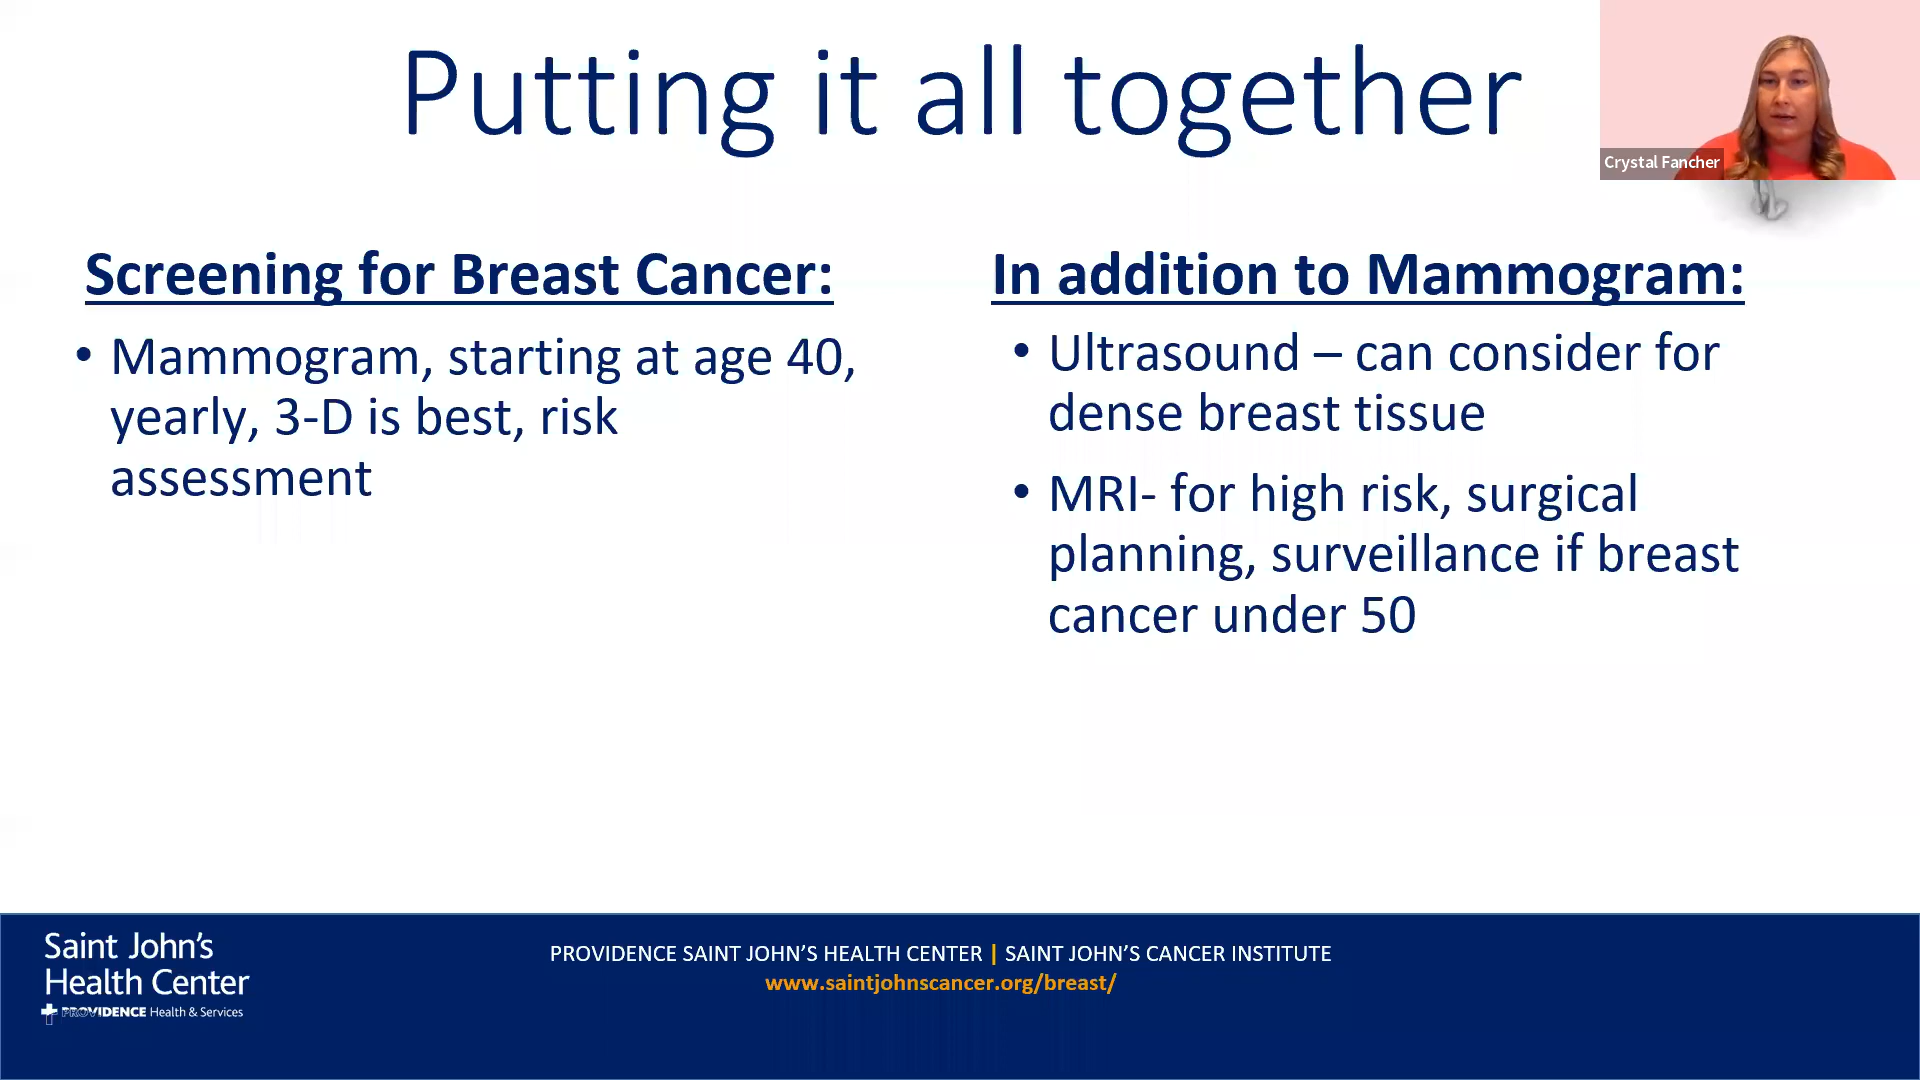 Putting it all together
Crystal Fancher
Screening for Breast Cancer:
• Mammogram, starting at age 40,
yearly, 3-D is best, risk
assessment
In addition to Mammogram:
• Ultrasound – can consider for
dense breast tissue
• MRI- for high risk, surgical
planning, surveillance if breast
cancer under 50
Saint John’s
Health Center
PROVIDENCE Health & Services
PROVIDENCE SAINT JOHN’S HEALTH CENTER | SAINT JOHN’S CANCER INSTITUTE
www.saintjohnscancer.org/breast/